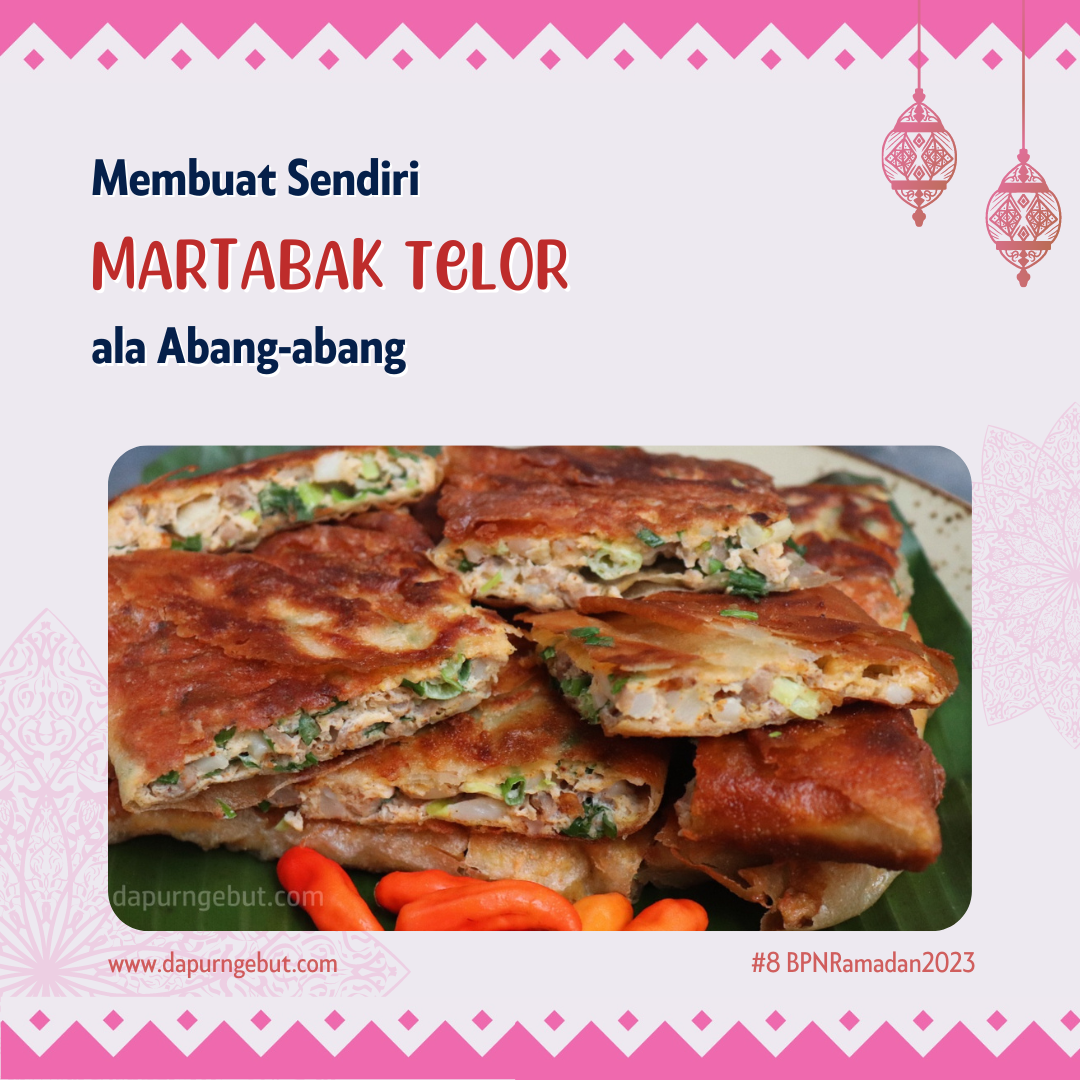 Membuat Sendiri
MARTABAK TeLOR
ala Abang-abang
dapurngebut.com
www.dapurngebut.com
#8 BPNRamadan2023